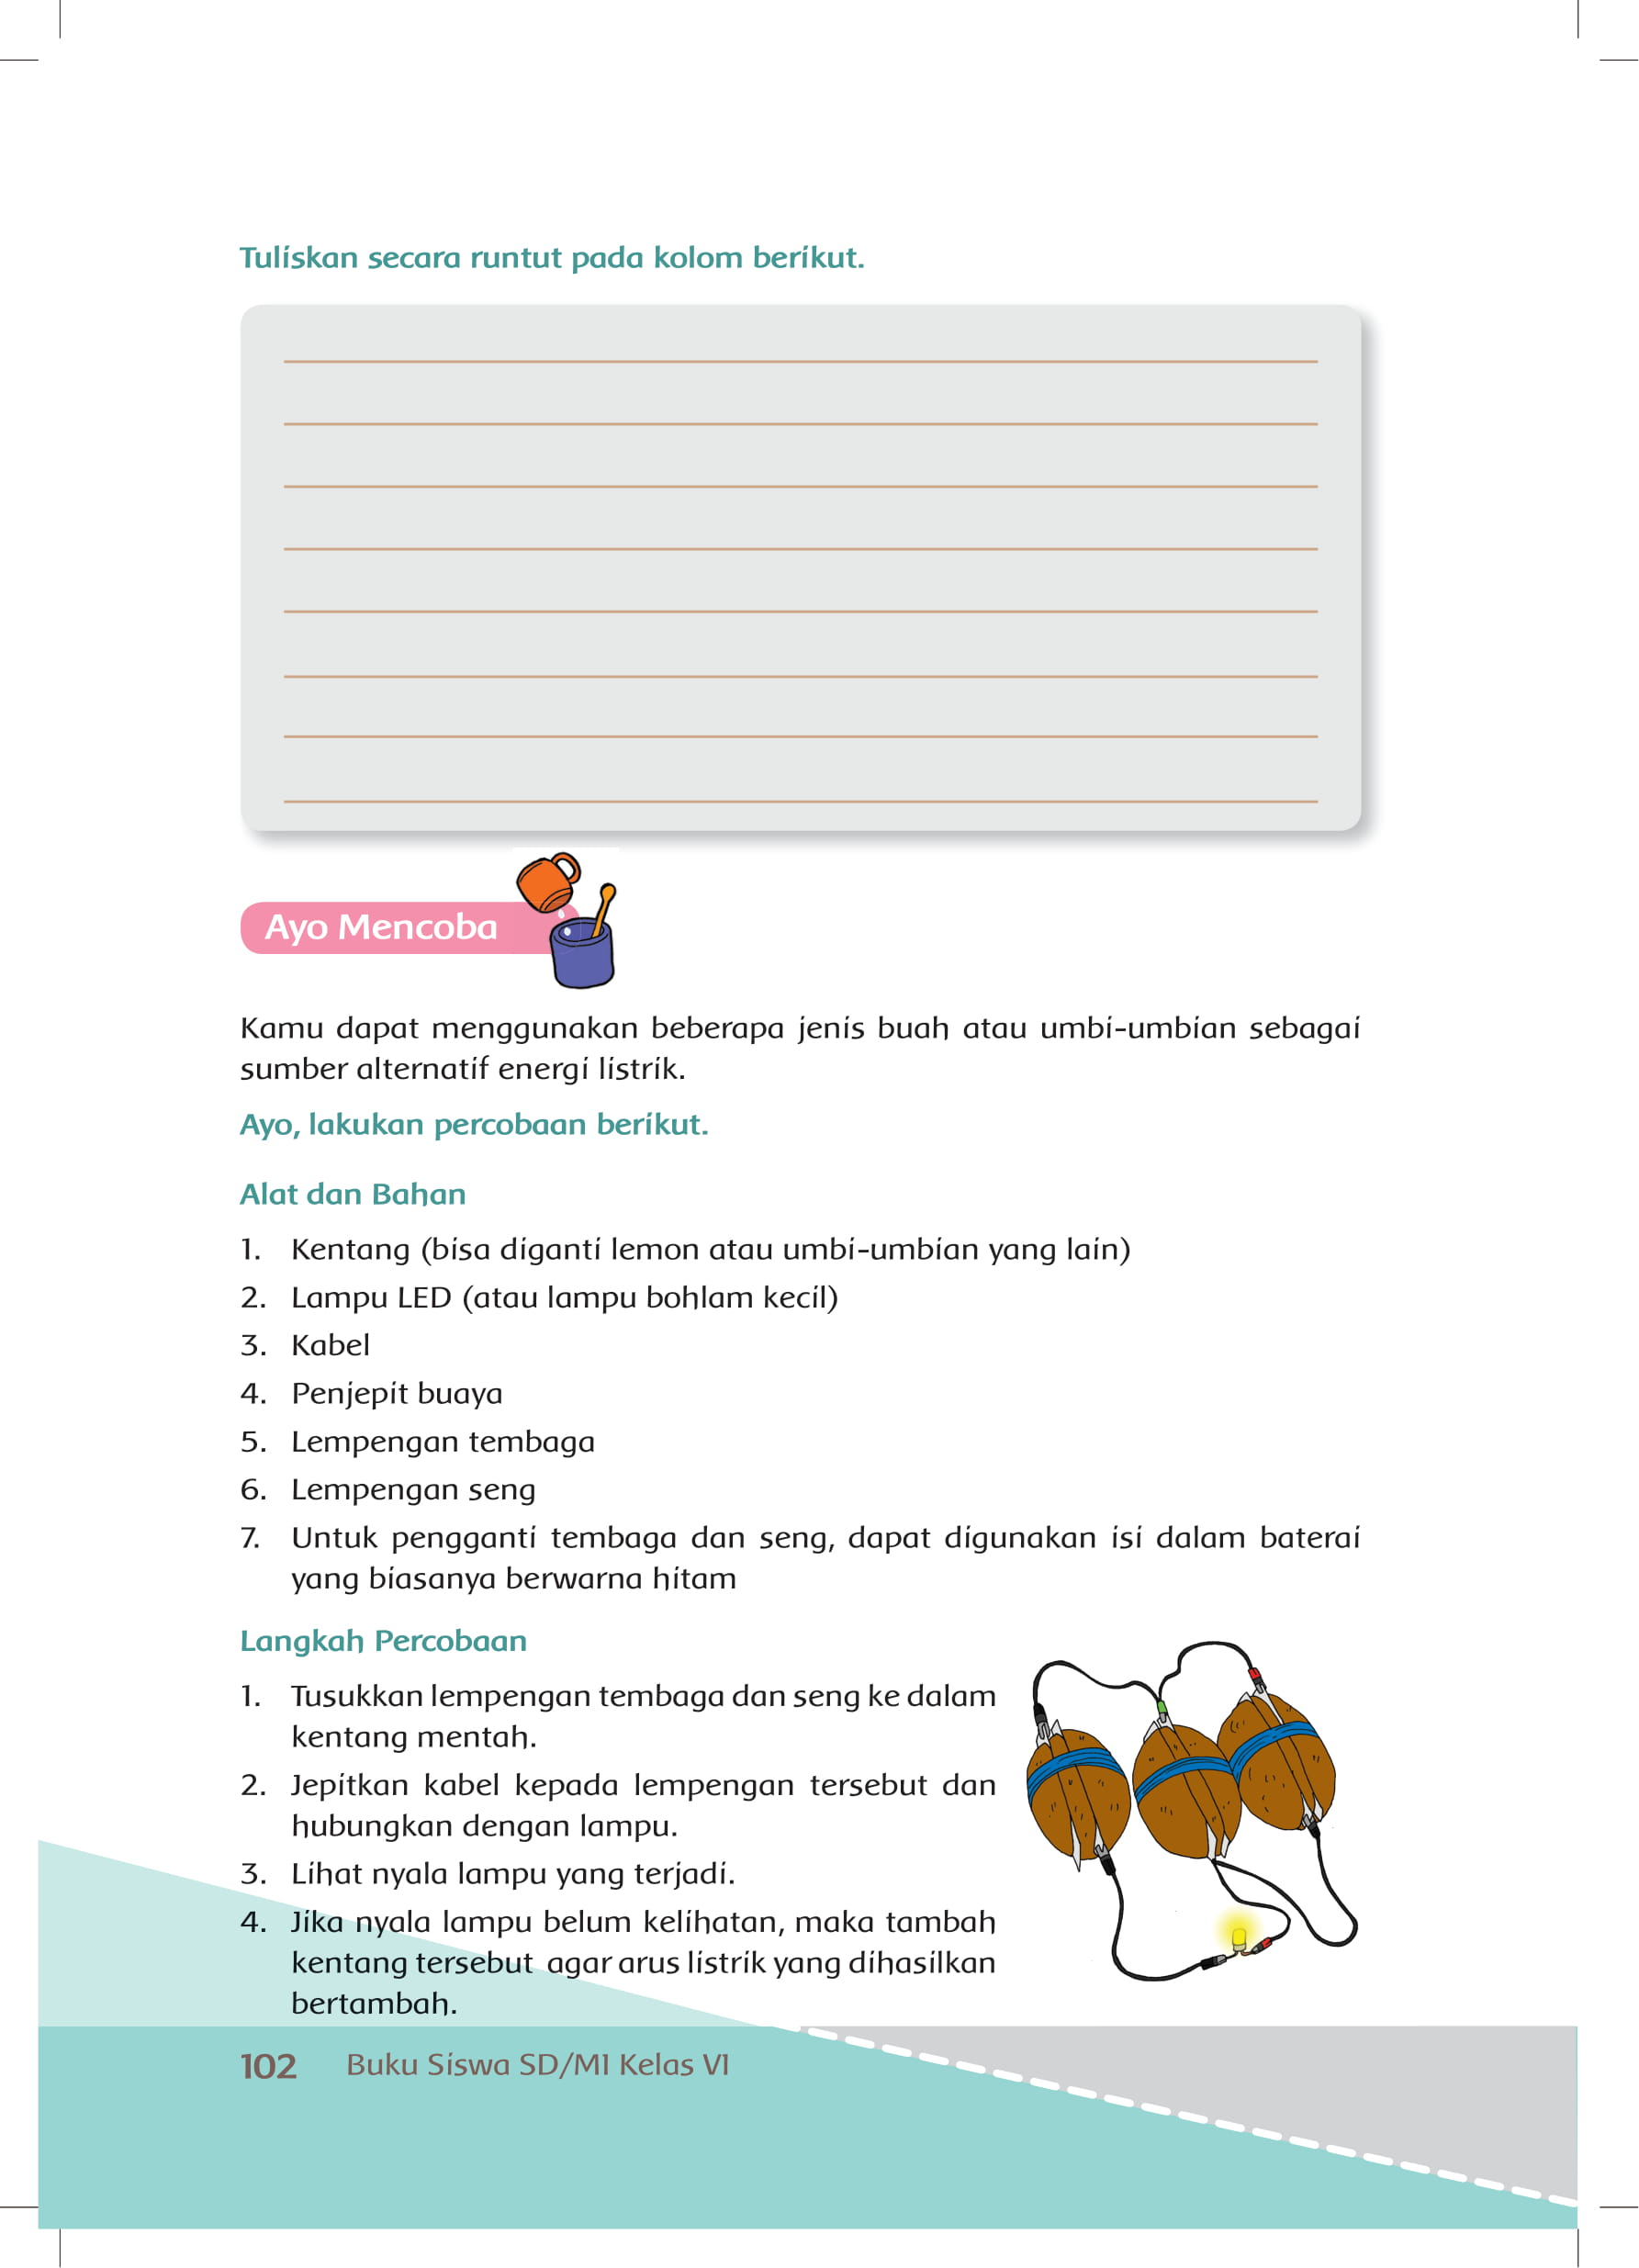 Tuliskan secara runtut pada kolom berikut.
Ayo Mencoba
Kamu dapat menggunakan beberapa jenis buah atau umbi-umbian sebagai
sumber alternatif energi listrik.
Ayo, lakukan percobaan berikut.
Alat dan Bahan
1. Kentang (bisa diganti lemon atau umbi-umbian yang lain)
2. Lampu LED (atau lampu bohlam kecil)
3. Kabel
4. Penjepit buaya
5. Lempengan tembaga
6. Lempengan seng
7. Untuk pengganti tembaga dan seng, dapat digunakan isi dalam baterai
yang biasanya berwarna hitam
Langkah Percobaan
1. Tusukkan lempengan tembaga dan seng ke dalam
kentang mentah.
2. Jepitkan kabel kepada lempengan tersebut dan
hubungkan dengan lampu.
3. Lihat nyala lampu yang terjadi.
4. Jika nyala lampu belum kelihatan, maka tambah
kentang tersebut agar arus listrik yang dihasilkan
bertambah.
102 Buku Siswa SD/MI Kelas VI